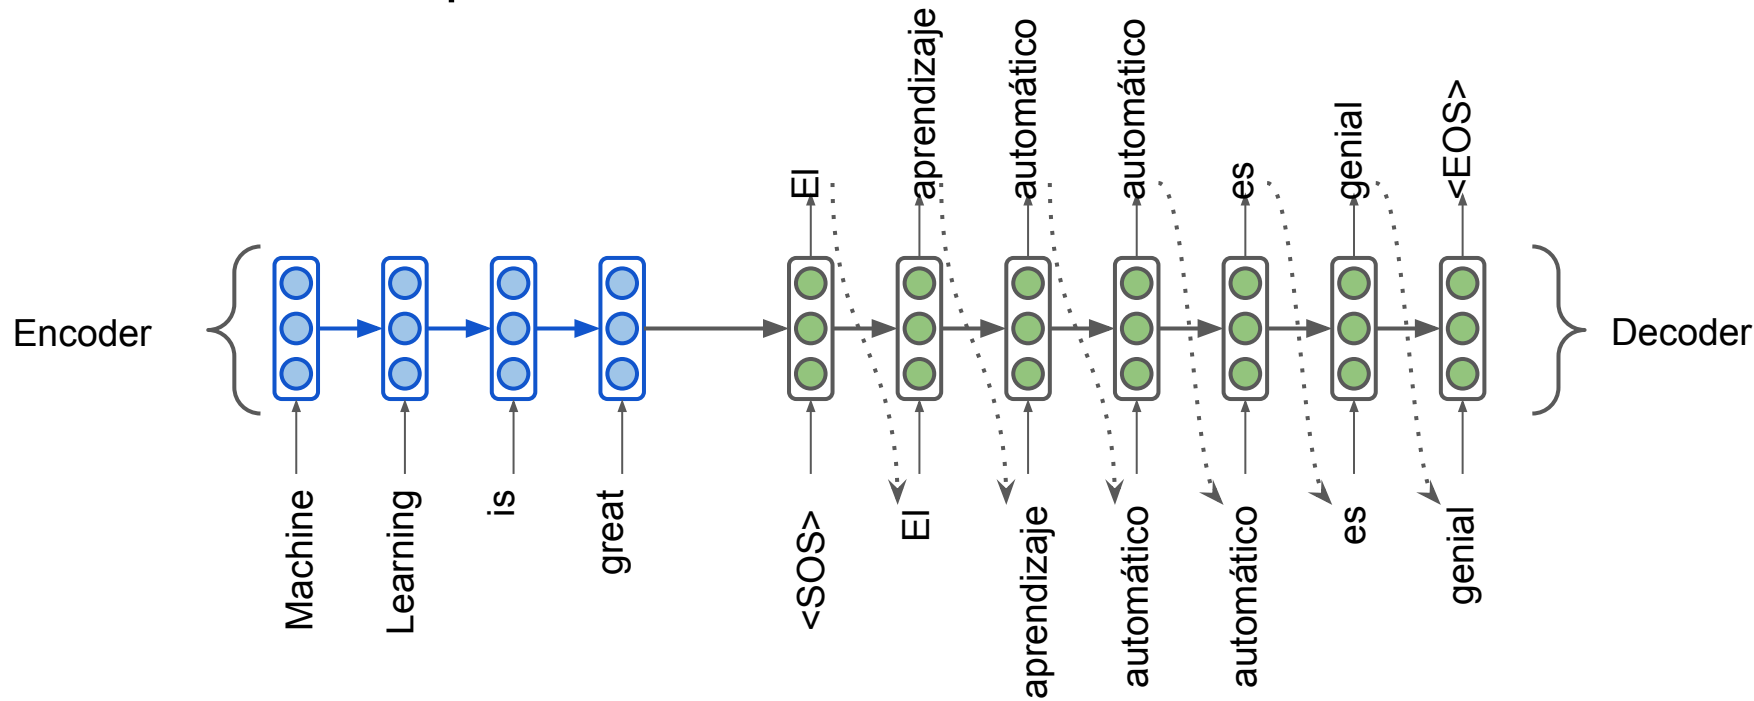 El
aprendizaje
automático
automático
es
genial
<EOS>
Encoder
Decoder
Machine
Learning
is
great
<SOS>
El
aprendizaje
automático
automático
es
genial